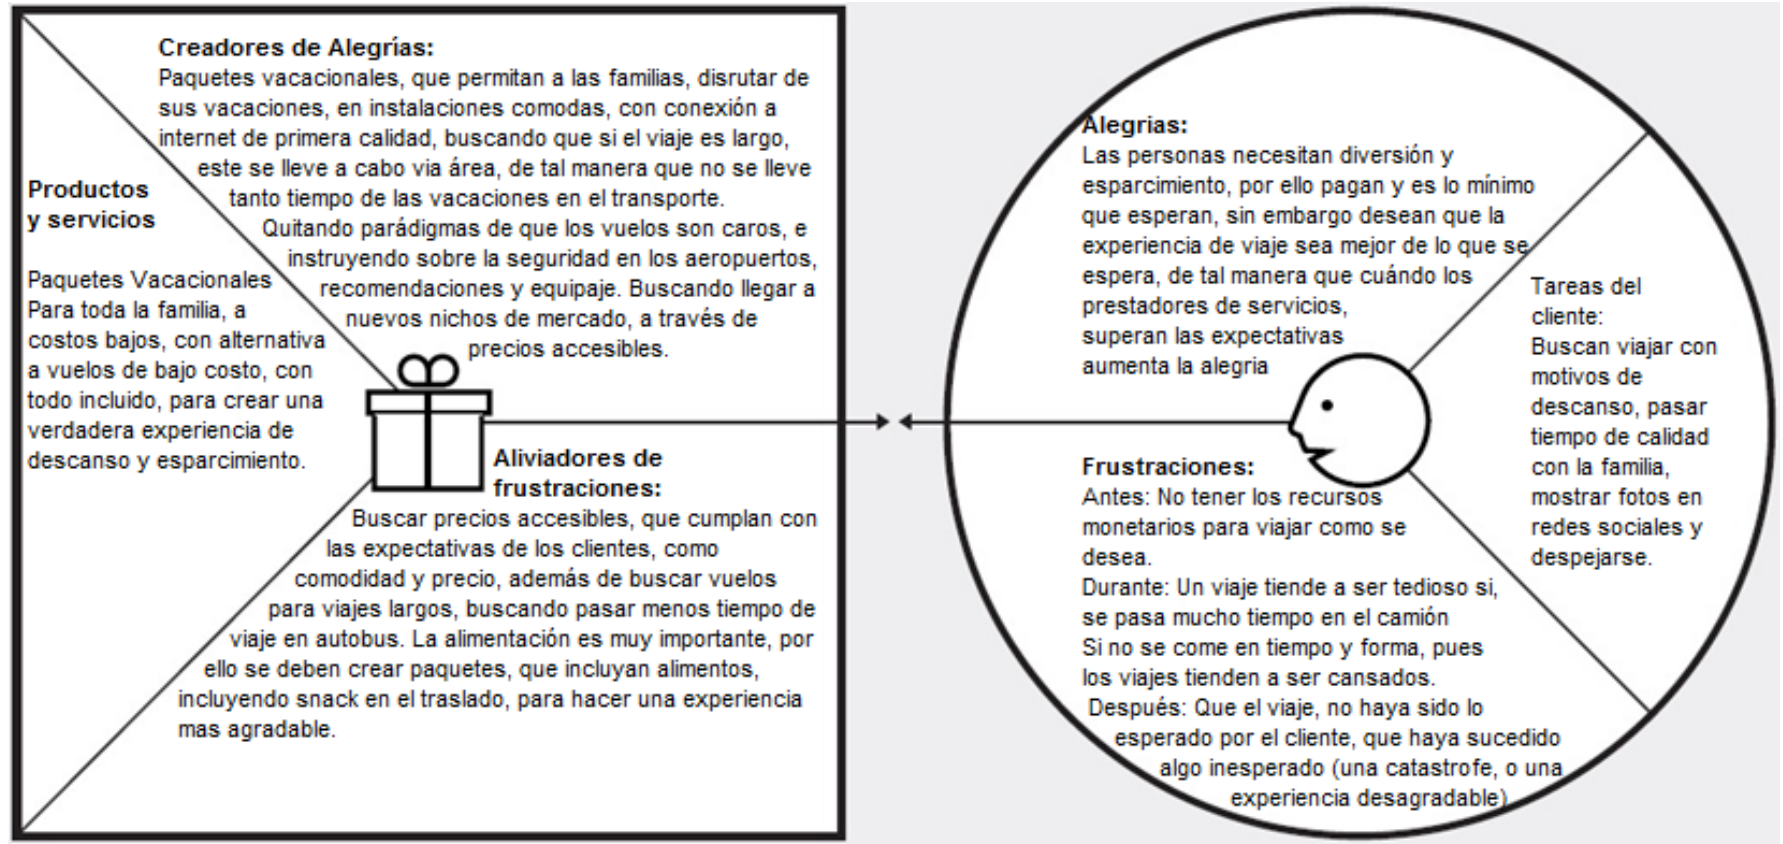 Creadores de Alegrías:
Paquetes vacacionales, que permitan a las familias, disrutar de
sus vacaciones, en instalaciones comodas, con conexión a
internet de primera calidad, buscando que si el viaje es largo,
este se lleve a cabo via área, de tal manera que no se lleve
tanto tiempo de las vacaciones en el transporte.
Quitando parádigmas de que los vuelos son caros, e
instruyendo sobre la seguridad en los aeropuertos,
recomendaciones y equipaje. Buscando llegar a
nuevos nichos de mercado, a través de
precios accesibles.
Productos
y servicios
Paquetes Vacacionales
Para toda la familia, a
costos bajos, con alternativa
a vuelos de bajo costo, con
todo incluido, para crear una
verdadera experiencia de
descanso y esparcimiento.
Aliviadores de
frustraciones:
Buscar precios accesibles, que cumplan con
las expectativas de los clientes, como
comodidad y precio, además de buscar vuelos
para viajes largos, buscando pasar menos tiempo de
viaje en autobus. La alimentación es muy importante, por
ello se deben crear paquetes, que incluyan alimentos,
incluyendo snack en el traslado, para hacer una experiencia
mas agradable.
Alegrias:
Las personas necesitan diversión y
esparcimiento, por ello pagan y es lo mínimo
que esperan, sin embargo desean que la
experiencia de viaje sea mejor de lo que se
espera, de tal manera que cuándo los
prestadores de servicios,
superan las expectativas
aumenta la alegria
Tareas del
cliente:
Buscan viajar con
motivos de
descanso, pasar
tiempo de calidad
con la familia,
mostrar fotos en
redes sociales y
despejarse.
Frustraciones:
Antes: No tener los recursos
monetarios para viajar como se
desea.
Durante: Un viaje tiende a ser tedioso si,
se pasa mucho tiempo en el camión
Si no se come en tiempo y forma, pues
los viajes tienden a ser cansados.
Después: Que el viaje, no haya sido lo
esperado por el cliente, que haya sucedido
algo inesperado (una catastrofe, o una
experiencia desagradable)